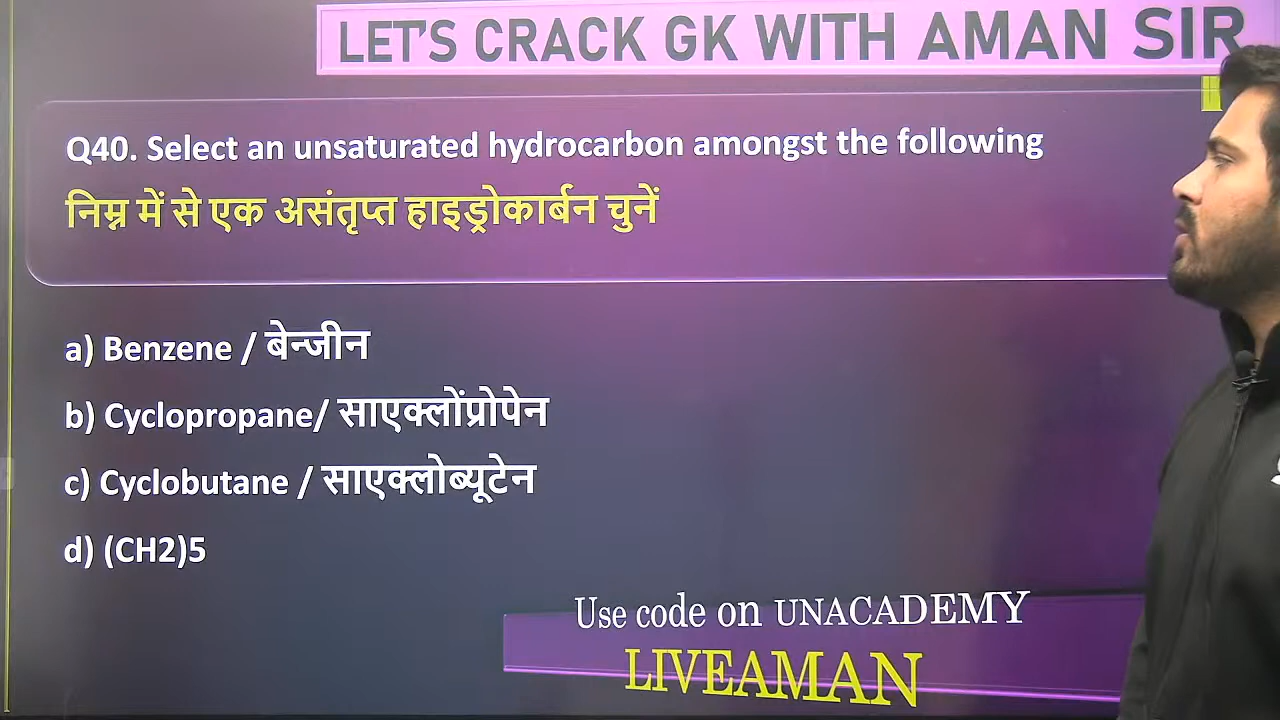 LET'S CRACK GK WITH AMAN SIR
Q40. Select an unsaturated hydrocarbon amongst the following
निम्न में से एक असंतृप्त हाइड्रोकार्बन चुनें
a) Benzene / बेन्जीन
b) Cyclopropane/ साएक्लोंप्रोपेन
c) Cyclobutane / साएक्लोब्यूटेन
d) (CH2)5
Use code on UNACADEMY
LIVEAMAN